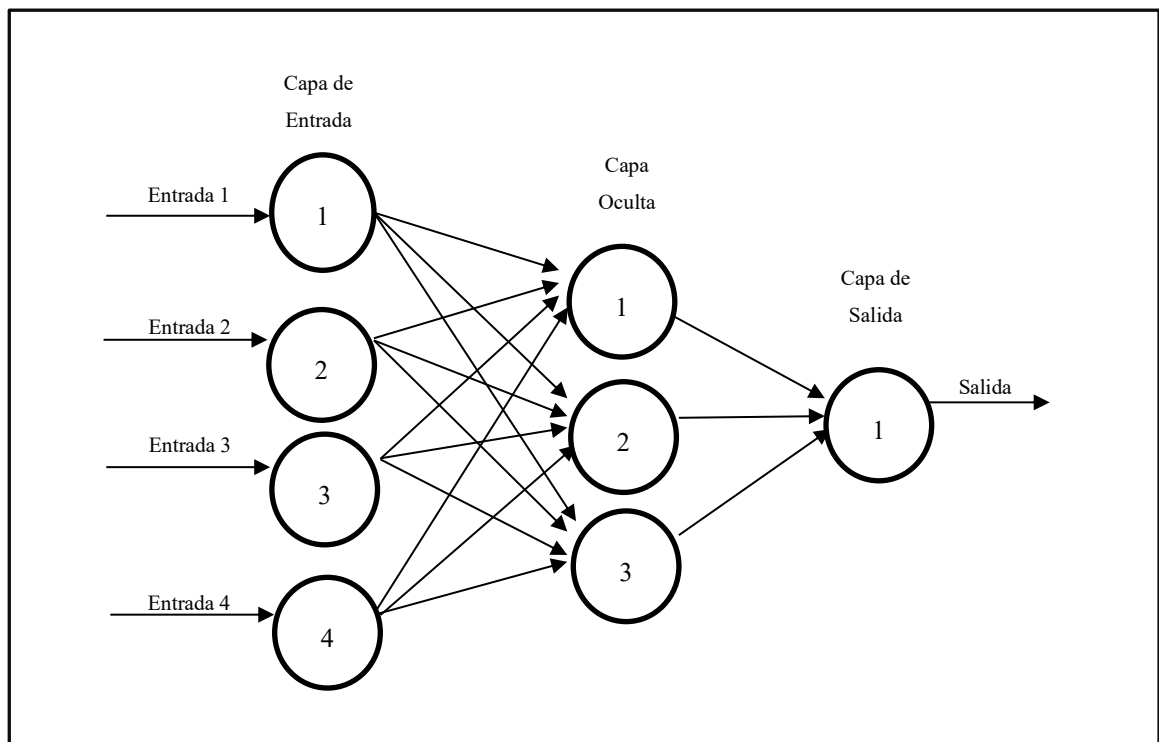 Capa de
Entrada
Entrada 1
1
Entrada 2
2
Entrada 3
3
Entrada 4
4
Capa
Oculta
1
2
3
Capa de
Salida
1
Salida